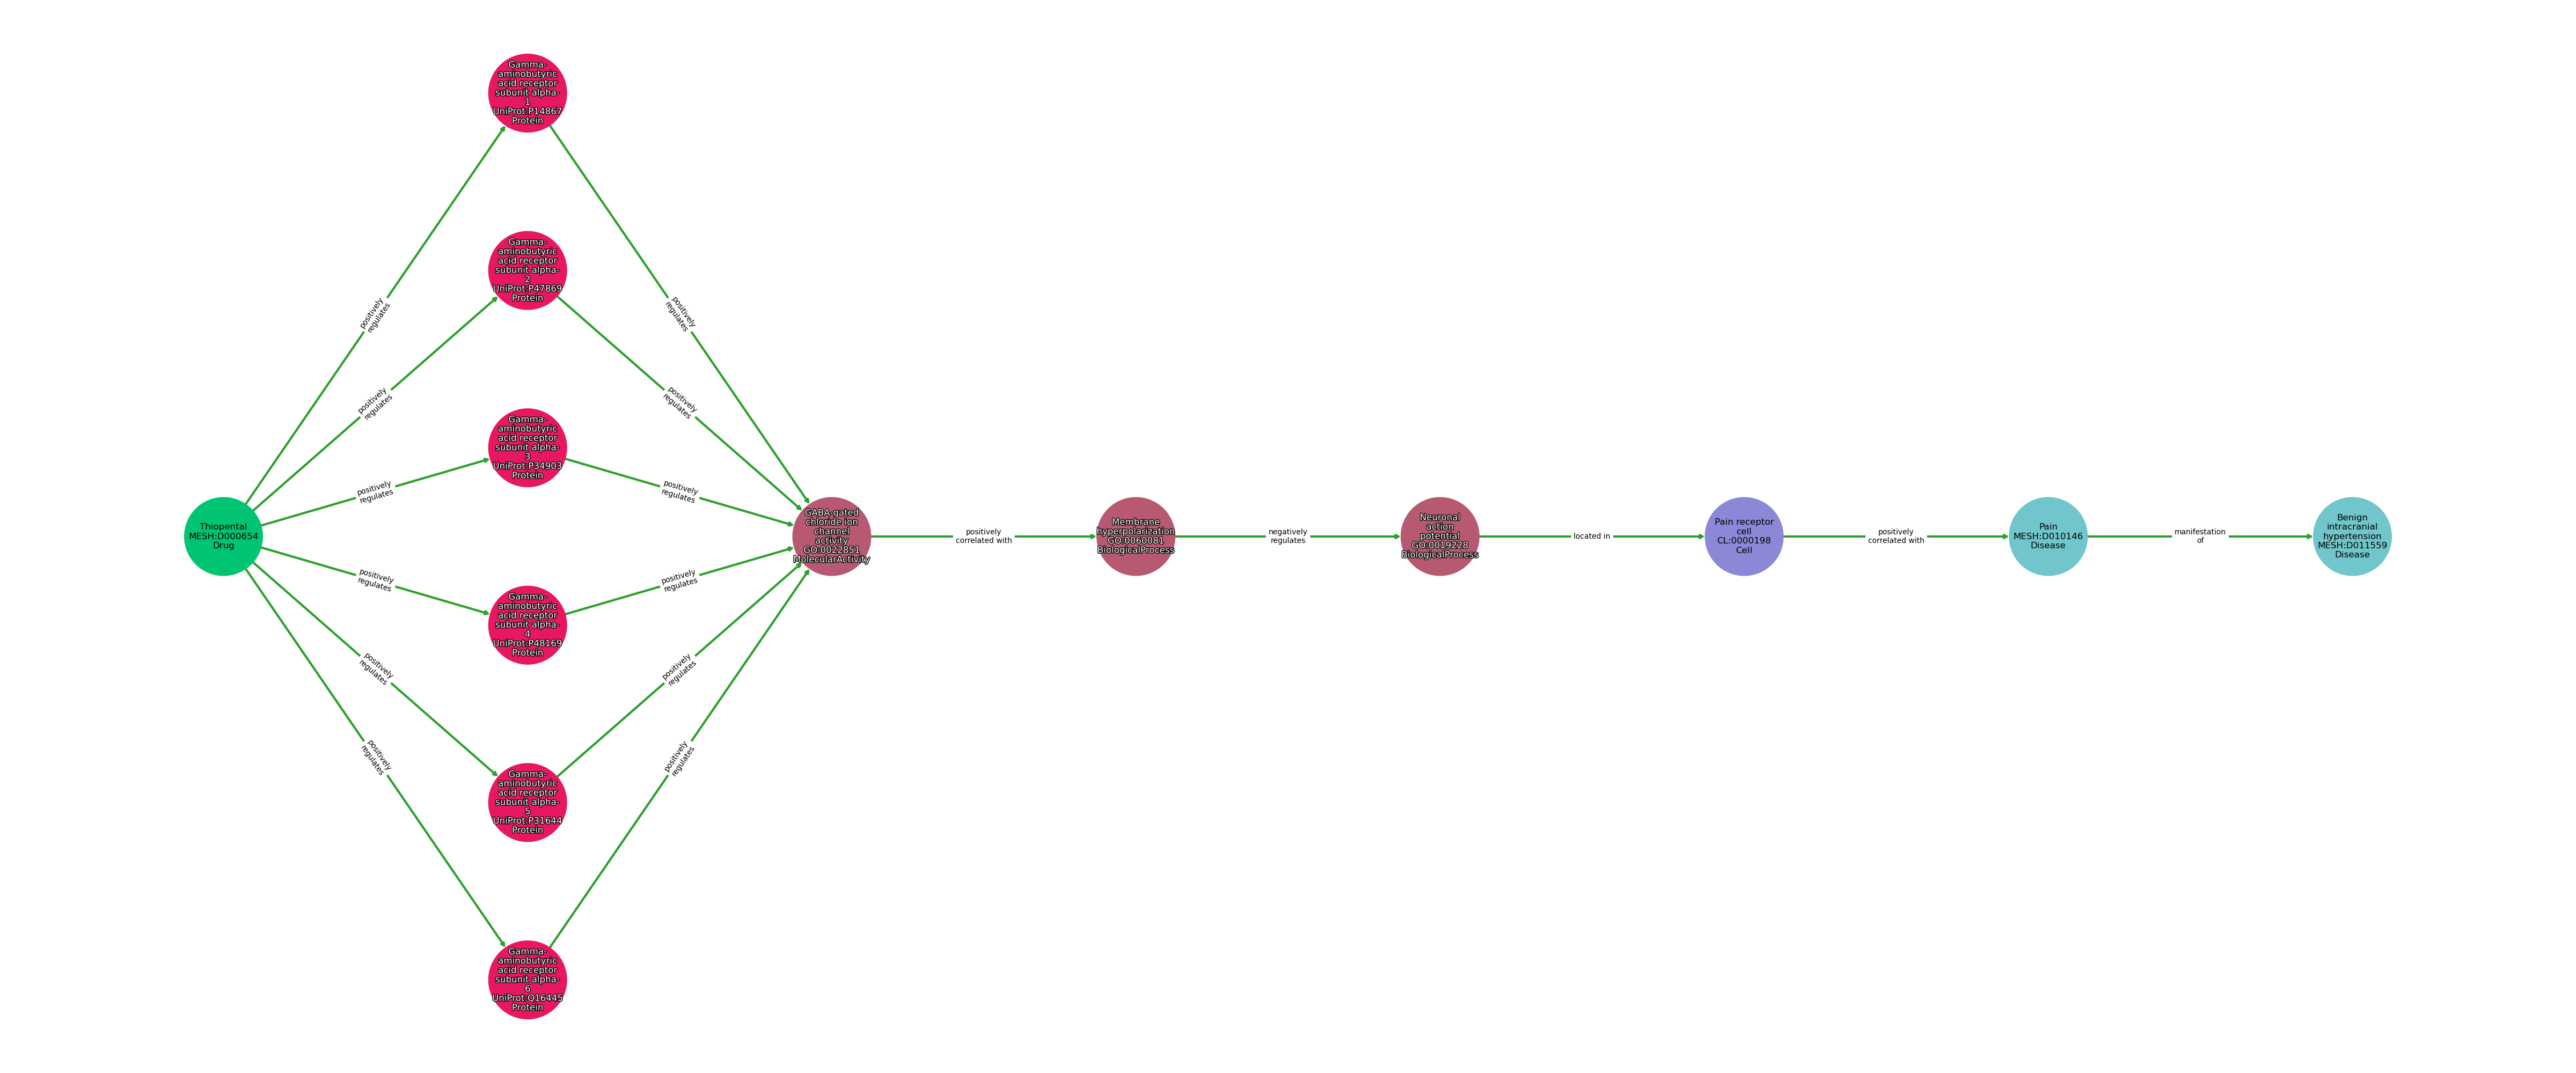 Gamma-
aminobutyric
acid receptor
subunit alpha-
1
UniProt:P14867
Protein
Gamma-
aminobutyric
acid receptor
subunit alpha-
2
UniProt:P47869
Protein
positively
regulates
positively
regulates
positively
regulates
positively
regulates
Gamma-
aminobutyric
acid receptor
subunit alpha-
3
UniProt:P34903
Protein
positively
regulates
positively
regulates
Thiopental
MESH:D000654
Drug
GABA-gated
chloride ion
channel
activity
GO:0022851
MolecularActivity
positively
correlated with
Membrane
hyperpolarization
GO:0060081
BiologicalProcess
negatively
regulates
Neuronal
action
potential
GO:0019228
BiologicalProcess
located in
Pain receptor
cell
CL:0000198
Cell
positively
correlated with
Pain
MESH:D010146
Disease
manifestation
of
Benign
intracranial
hypertension
MESH:D011559
Disease
positively
regulates
positively
regulates
Gamma-
aminobutyric
acid receptor
subunit alpha-
4
UniProt:P48169
Protein
positively
regulates
positively
regulates
positively
regulates
positively
regulates
Gamma-
aminobutyric
acid receptor
subunit alpha-
5
UniProt:P31644
Protein
Gamma-
aminobutyric
acid receptor
subunit alpha-
6
UniProt:Q16445
Protein